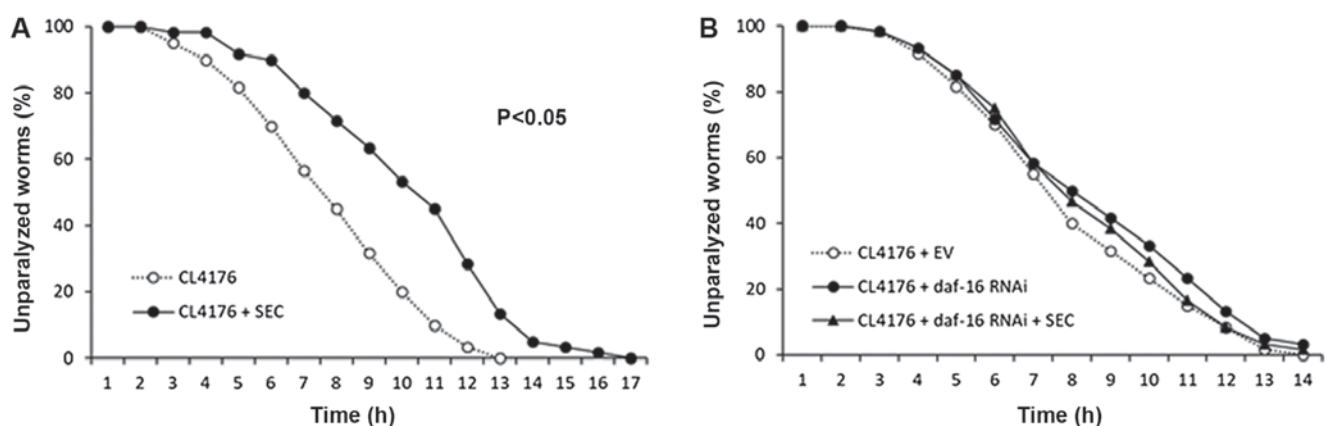 A
Unparalyzed worms (%)
100
80
60
40
20
0
P<0.05
CL4176
CL4176 + SEC
1 2 3 4 5 6 7 8 9 10 11 12 13 14 15 16 17
Time (h)
B
Unparalyzed worms (%)
100
80
60
40
20
0
CL4176 + EV
CL4176 + daf-16 RNAi
CL4176 + daf-16 RNAi + SEC
1 2 3 4 5 6 7 8 9 10 11 12 13 14
Time (h)